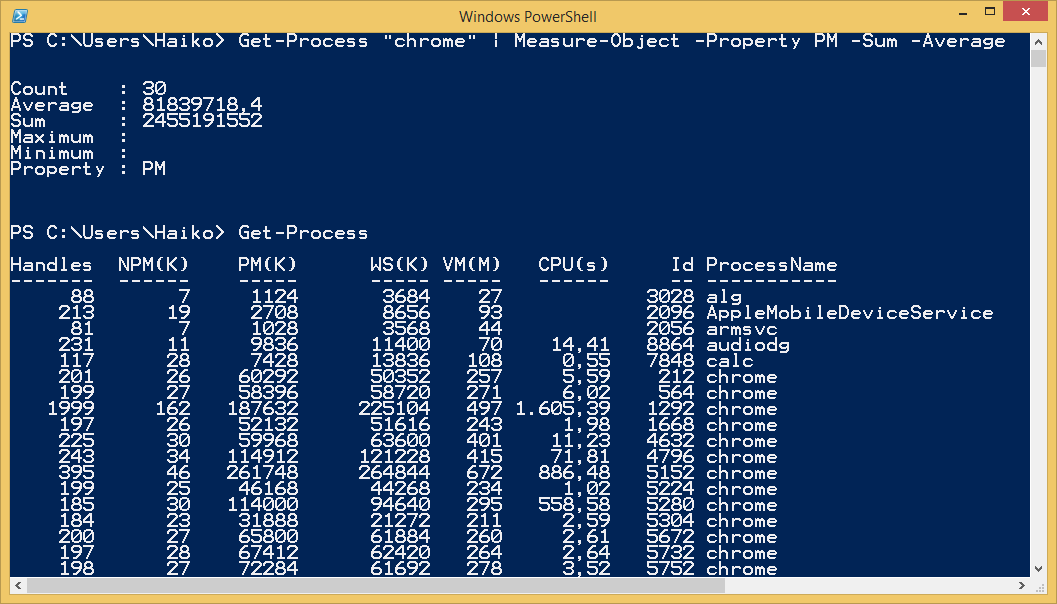 Windows PowerShell
PS C:\Users\Haiko> Get-Process "chrome" | Measure-Object -Property PM -Sum -Average
Count    : 30
Average  : 81839718,4
Sum      : 2455191552
Maximum  :
Minimum  :
Property : PM
PS C:\Users\Haiko> Get-Process
Handles  NPM(K)    PM(K)      WS(K) VM(M)   CPU(s)     Id ProcessName
-------  ------    -----      ----- -----   ------     -- -----------
     88       7     1124       3684    27            3028 alg
    213      19     2708       8656    93            2096 AppleMobileDeviceService
     81       7     1028       3568    44            2056 armsvc
    231      11     9836      11400    70    14,41   8864 audiodg
    117      28     7428      13836   108     0,55   7848 calc
    201      26    60292      50352   257     5,59    212 chrome
    199      27    58396      58720   271     6,02    564 chrome
   1999     162   187632     225104   497 1.605,39   1292 chrome
    197      26    52132      51616   243     1,98   1668 chrome
    225      30    59968      63600   401    11,23   4632 chrome
    243      34   114912     121228   415    71,81   4796 chrome
    395      46   261748     264844   672   886,48   5152 chrome
    199      25    46168      44268   234     1,02   5224 chrome
    185      30   114000      94640   295   558,58   5280 chrome
    184      23    31888      21272   211     2,59   5304 chrome
    200      27    65800      61884   260     2,61   5672 chrome
    197      28    67412      62420   264     2,64   5732 chrome
    198      27    72284      61692   278     3,52   5752 chrome